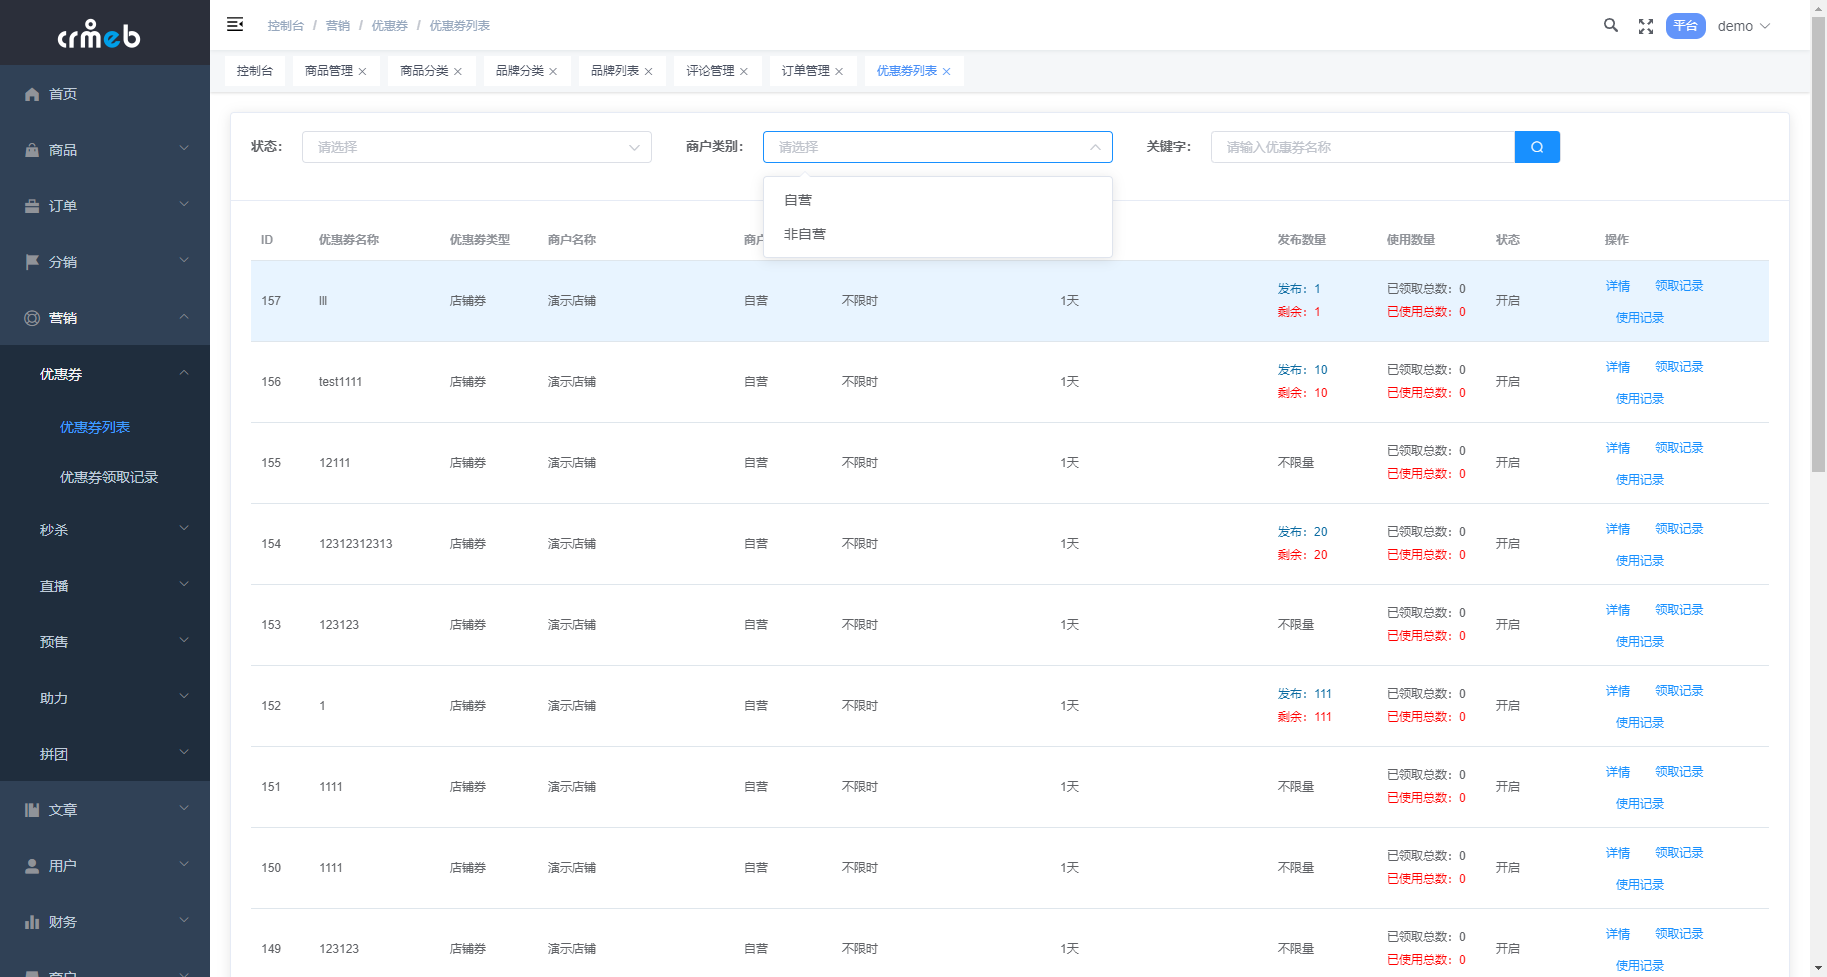 crmeb
控制台 / 营销 / 优惠券 / 优惠券列表
平台 demo
控制台 商品管理 商品分类 品牌分类 品牌列表 评论管理 订单管理 优惠券列表
首页
商品
订单
分销
营销
优惠券
优惠券列表
优惠券领取记录
秒杀
直播
预售
助力
拼团
文章
用户
财务
状态： 请选择 商户类别： 请选择 关键字： 请输入优惠券名称
自营
非自营
ID 优惠券名称 优惠券类型 商户名称 发布数量 使用数量 状态 操作
157 lll 店铺券 演示店铺 自营 不限时 1天 发布：1 已领取总数：0 开启 详情 领取记录
剩余：1 已使用总数：0 使用记录
156 test1111 店铺券 演示店铺 自营 不限时 1天 发布：10 已领取总数：0 开启 详情 领取记录
剩余：10 已使用总数：0 使用记录
155 12111 店铺券 演示店铺 自营 不限时 1天 不限量 已领取总数：0 开启 详情 领取记录
已使用总数：0 使用记录
154 12312312313 店铺券 演示店铺 自营 不限时 1天 发布：20 已领取总数：0 开启 详情 领取记录
剩余：20 已使用总数：0 使用记录
153 123123 店铺券 演示店铺 自营 不限时 1天 不限量 已领取总数：0 开启 详情 领取记录
已使用总数：0 使用记录
152 1 店铺券 演示店铺 自营 不限时 1天 发布：111 已领取总数：0 开启 详情 领取记录
剩余：111 已使用总数：0 使用记录
151 1111 店铺券 演示店铺 自营 不限时 1天 不限量 已领取总数：0 开启 详情 领取记录
已使用总数：0 使用记录
150 1111 店铺券 演示店铺 自营 不限时 1天 不限量 已领取总数：0 开启 详情 领取记录
已使用总数：0 使用记录
149 123123 店铺券 演示店铺 自营 不限时 1天 不限量 已领取总数：0 开启 详情 领取记录
已使用总数：0 使用记录